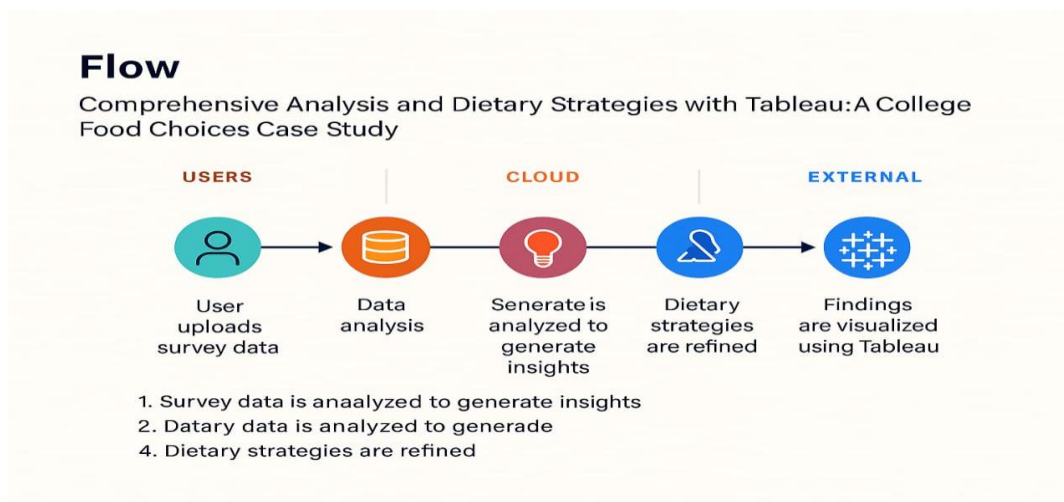 Flow
Comprehensive Analysis and Dietary Strategies with Tableau: A College
Food Choices Case Study
USERS
CLOUD
EXTERNAL
User
uploads
survey data
Data
analysis
Senerate is
analyzed to
generate
insights
Dietary
strategies
are refined
Findings
are visualized
using Tableau
1. Survey data is anaalyzed to generate insights
2. Datary data is analyzed to generade
4. Dietary strategies are refined